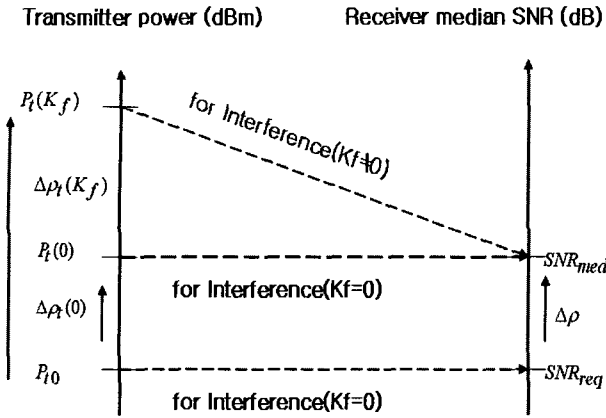 Transmitter power (dBm)
Receiver median SNR (dB)
P_t(K_f)
for Interference(Kf≠0)
Δρ_t(K_f)
P_t(0)
SNR_med
for Interference(Kf=0)
Δρ_t(0)
Δρ
P_t0
SNR_req
for Interference(Kf=0)